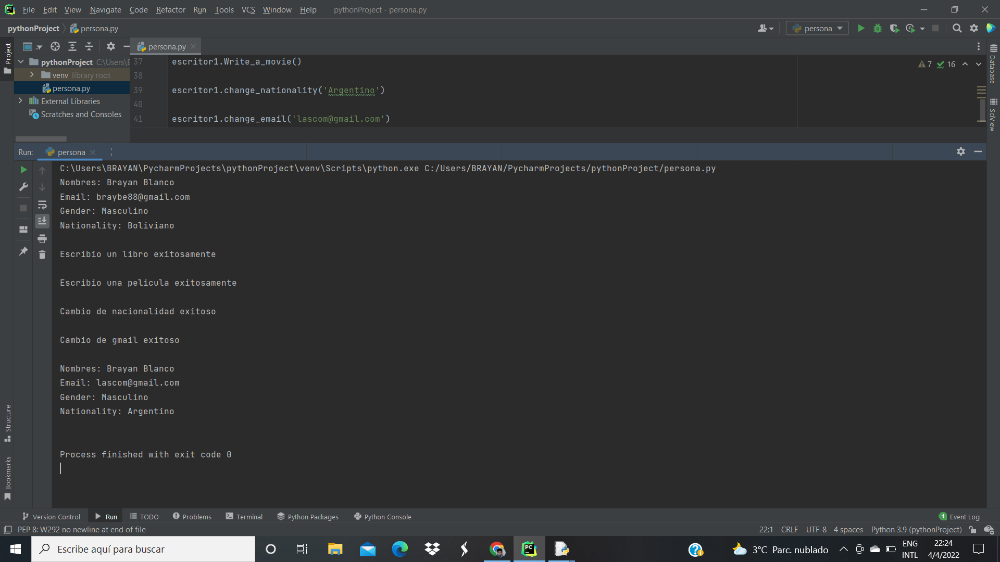 File Edit View Navigate Code Refactor Run Tools VCS Window Help pythonProject - persona.py
pythonProject persona.py persona
Project
persona.py
pythonProject C:\Users\
venv library root
persona.py
External Libraries
Scratches and Consoles
37 escritor1.Write_a_movie()
38
39 escritor1.change_nationality('Argentino')
40
41 escritor1.change_email('lascom@gmail.com')
7 16
Database
SciView
Run: persona
C:\Users\BRAYAN\PycharmProjects\pythonProject\venv\Scripts\python.exe C:/Users/BRAYAN/PycharmProjects/pythonProject/persona.py
Nombres: Brayan Blanco
Email: braybe88@gmail.com
Gender: Masculino
Nationality: Boliviano
Escribio un libro exitosamente
Escribio una pelicula exitosamente
Cambio de nacionalidad exitoso
Cambio de gmail exitoso
Nombres: Brayan Blanco
Email: lascom@gmail.com
Gender: Masculino
Nationality: Argentino
Process finished with exit code 0
Structure
Bookmarks
Version Control Run TODO Problems Terminal Python Packages Python Console 1 Event Log
PEP 8: W292 no newline at end of file 22:1 CRLF UTF-8 4 spaces Python 3.9 (pythonProject)
Escribe aquí para buscar PC 3°C Parc. nublado ENG 22:24
INTL 4/4/2022